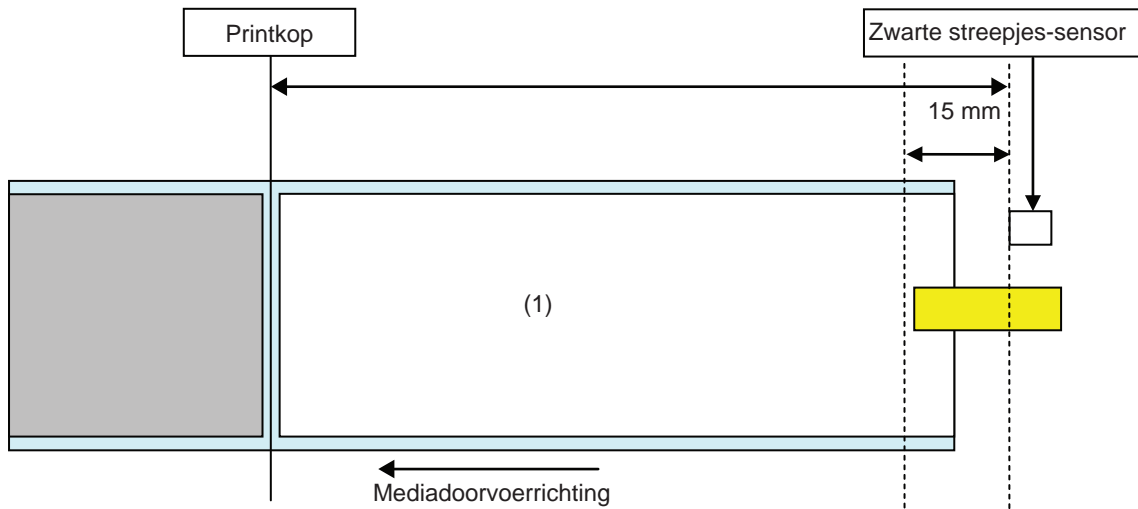 Printkop
Zwarte streepjes-sensor
15 mm
(1)
Mediadoorvoerrichting